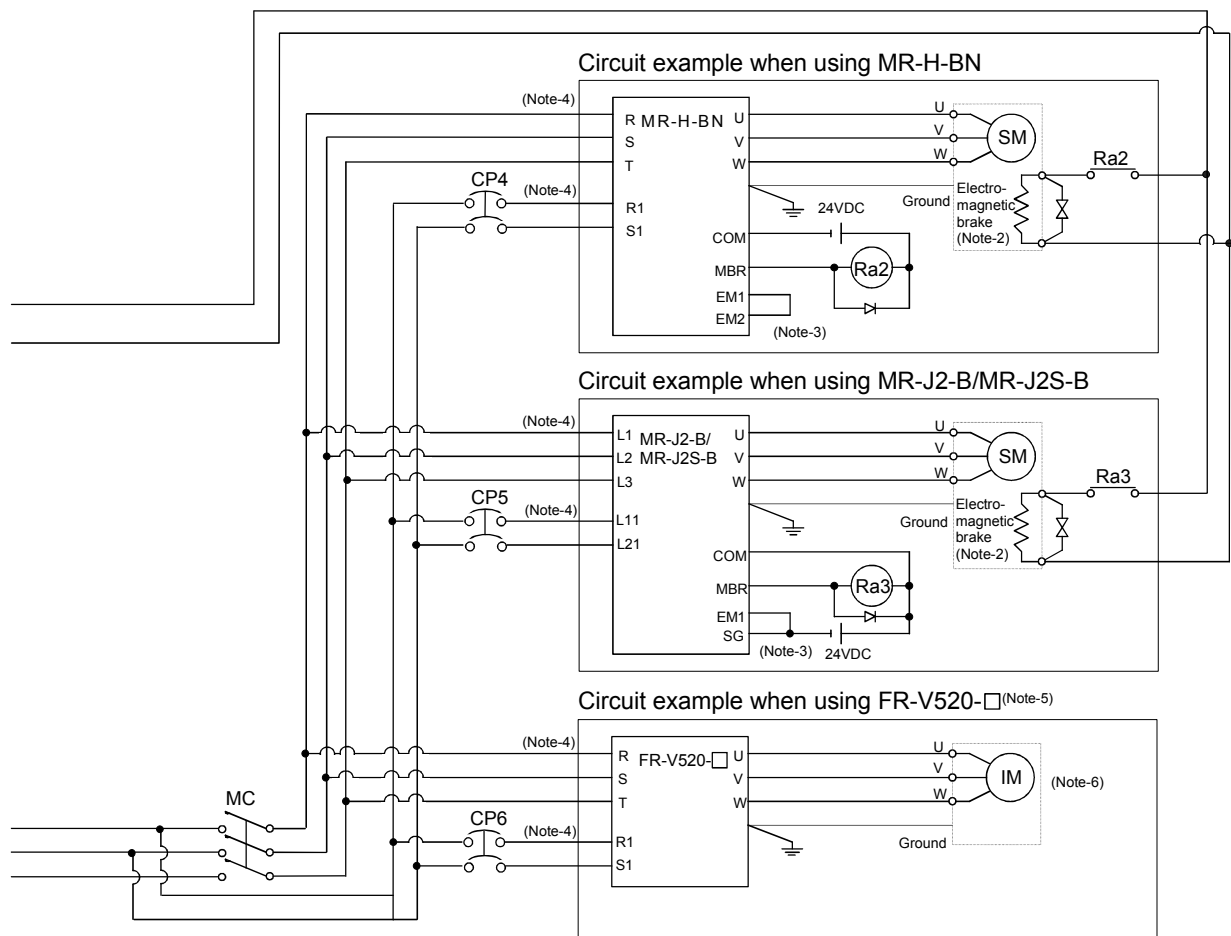 Circuit example when using MR-H-BN
(Note-4)
R MR-H-BN U
S V
T W
U
V
W
SM
Ra2
CP4
(Note-4)
R1
S1
Ground
Electro-
magnetic
brake
(Note-2)
24VDC
COM
MBR
Ra2
EM1
EM2
(Note-3)
Circuit example when using MR-J2-B/MR-J2S-B
(Note-4)
L1 MR-J2-B/ U
L2 MR-J2S-B V
L3 W
U
V
W
SM
Ra3
CP5
(Note-4)
L11
L21
Ground
Electro-
magnetic
brake
(Note-2)
COM
MBR
Ra3
EM1
SG
(Note-3) 24VDC
Circuit example when using FR-V520-□(Note-5)
(Note-4)
R FR-V520-□ U
S V
T W
U
V
W
IM
(Note-6)
MC
CP6
(Note-4)
R1
S1
Ground